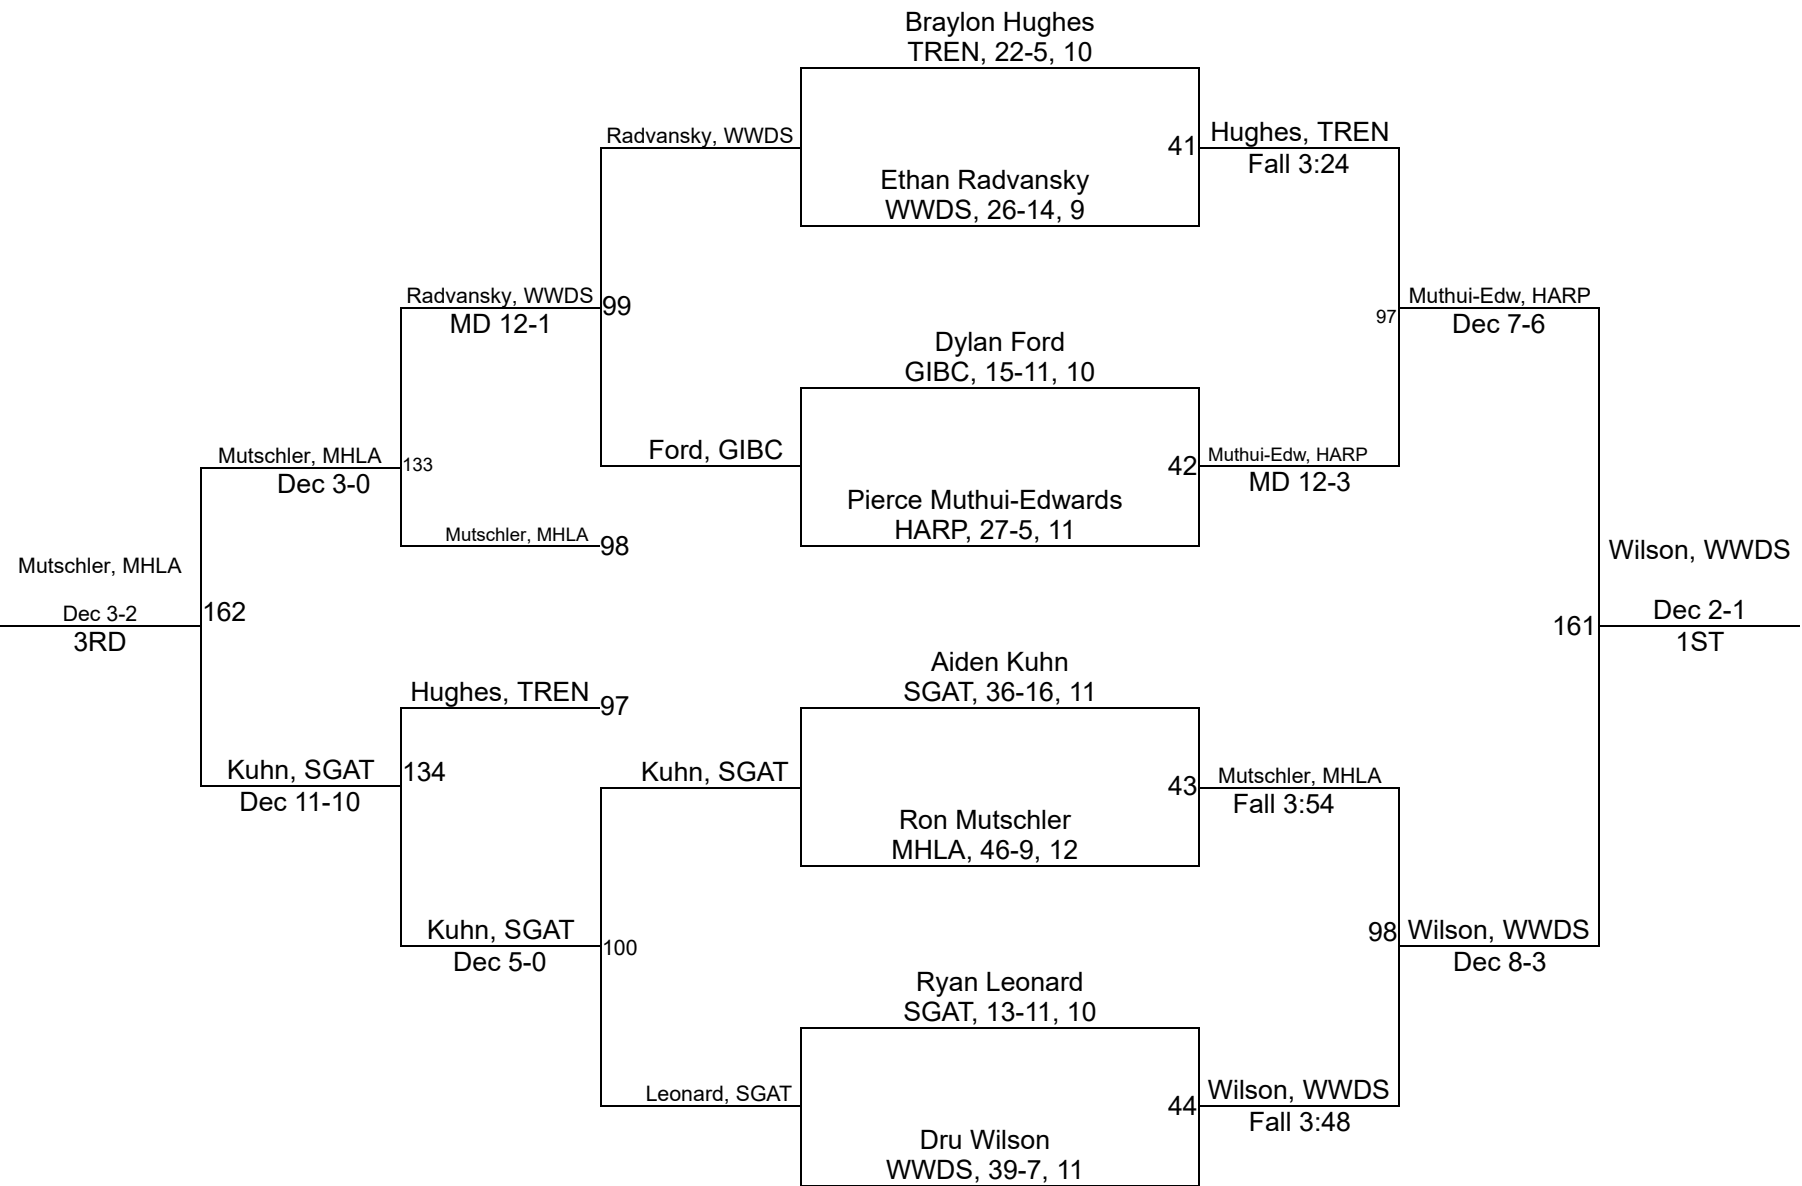 Braylon Hughes
TREN, 22-5, 10
Radvansky, WWDS
41
Hughes, TREN
Fall 3:24
Ethan Radvansky
WWDS, 26-14, 9
Radvansky, WWDS
MD 12-1
99
97
Muthui-Edw, HARP
Dec 7-6
Dylan Ford
GIBC, 15-11, 10
Mutschler, MHLA
Dec 3-0
133
Ford, GIBC
42
Muthui-Edw, HARP
MD 12-3
Pierce Muthui-Edwards
HARP, 27-5, 11
Mutschler, MHLA
98
Mutschler, MHLA
Dec 3-2
3RD
162
161
Wilson, WWDS
Dec 2-1
1ST
Aiden Kuhn
SGAT, 36-16, 11
Hughes, TREN
97
Kuhn, SGAT
Dec 11-10
134
Kuhn, SGAT
43
Mutschler, MHLA
Fall 3:54
Ron Mutschler
MHLA, 46-9, 12
Kuhn, SGAT
Dec 5-0
100
98
Wilson, WWDS
Dec 8-3
Ryan Leonard
SGAT, 13-11, 10
Leonard, SGAT
44
Wilson, WWDS
Fall 3:48
Dru Wilson
WWDS, 39-7, 11